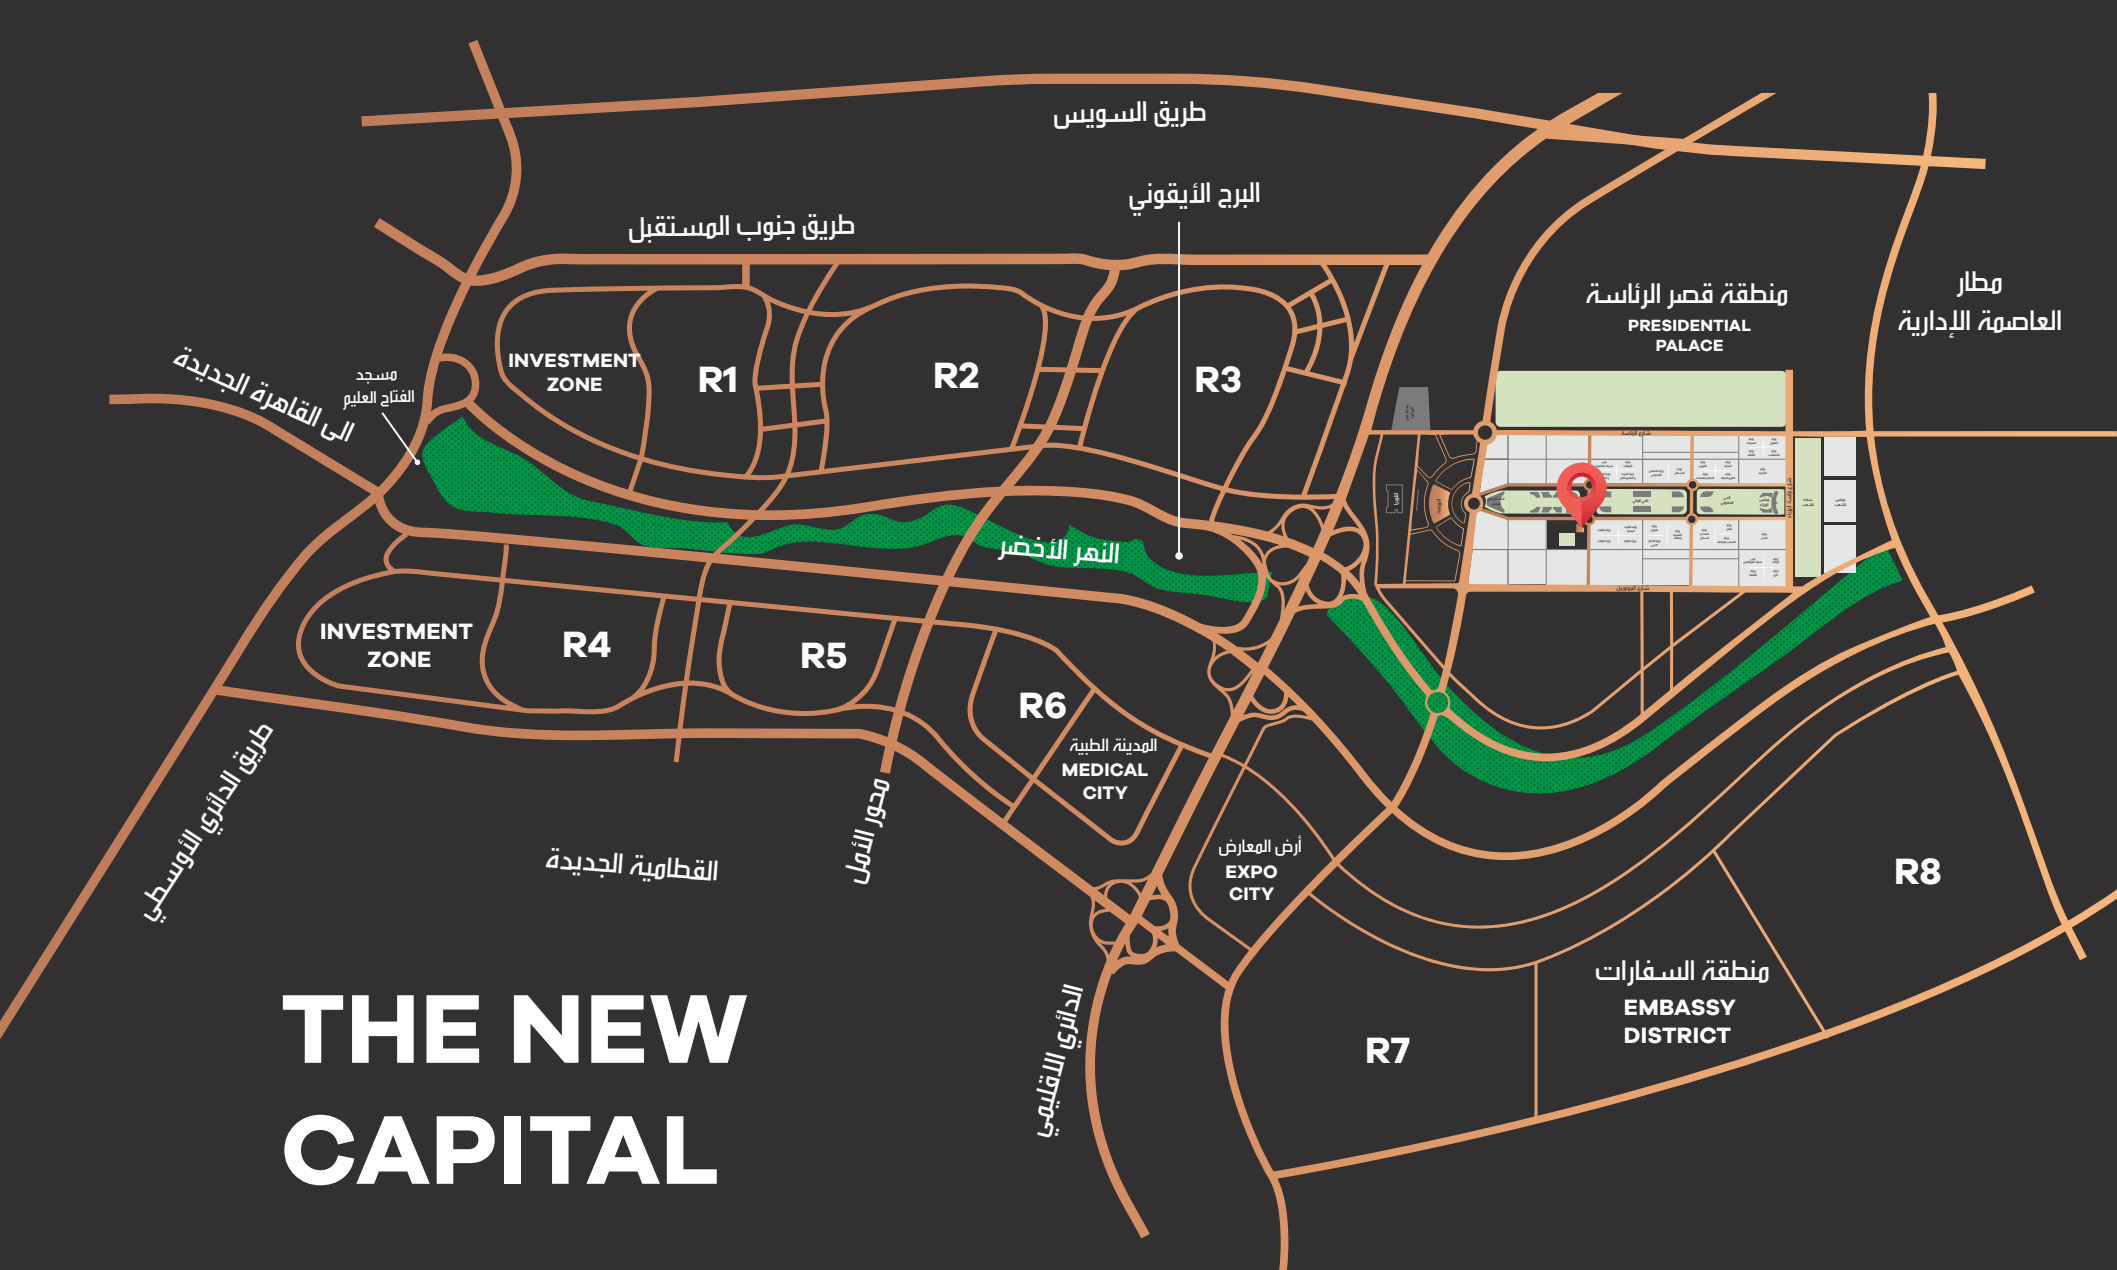 طريق السويس
البرج الأيقوني
طريق جنوب المستقبل
منطقة قصر الرئاسة
PRESIDENTIAL
PALACE
مطار
العاصمة الإدارية
الى القاهرة الجديدة
مسجد
الفتاح العليم
INVESTMENT
ZONE
R1
R2
R3
شارع الرئاسة
النهر الأخضر
INVESTMENT
ZONE
R4
R5
R6
المدينة الطبية
MEDICAL
CITY
طريق الدائري الأوسطي
محور الأمل
القطامية الجديدة
أرض المعارض
EXPO
CITY
R8
منطقة السفارات
EMBASSY
DISTRICT
R7
الدائري الاقليمي
THE NEW
CAPITAL